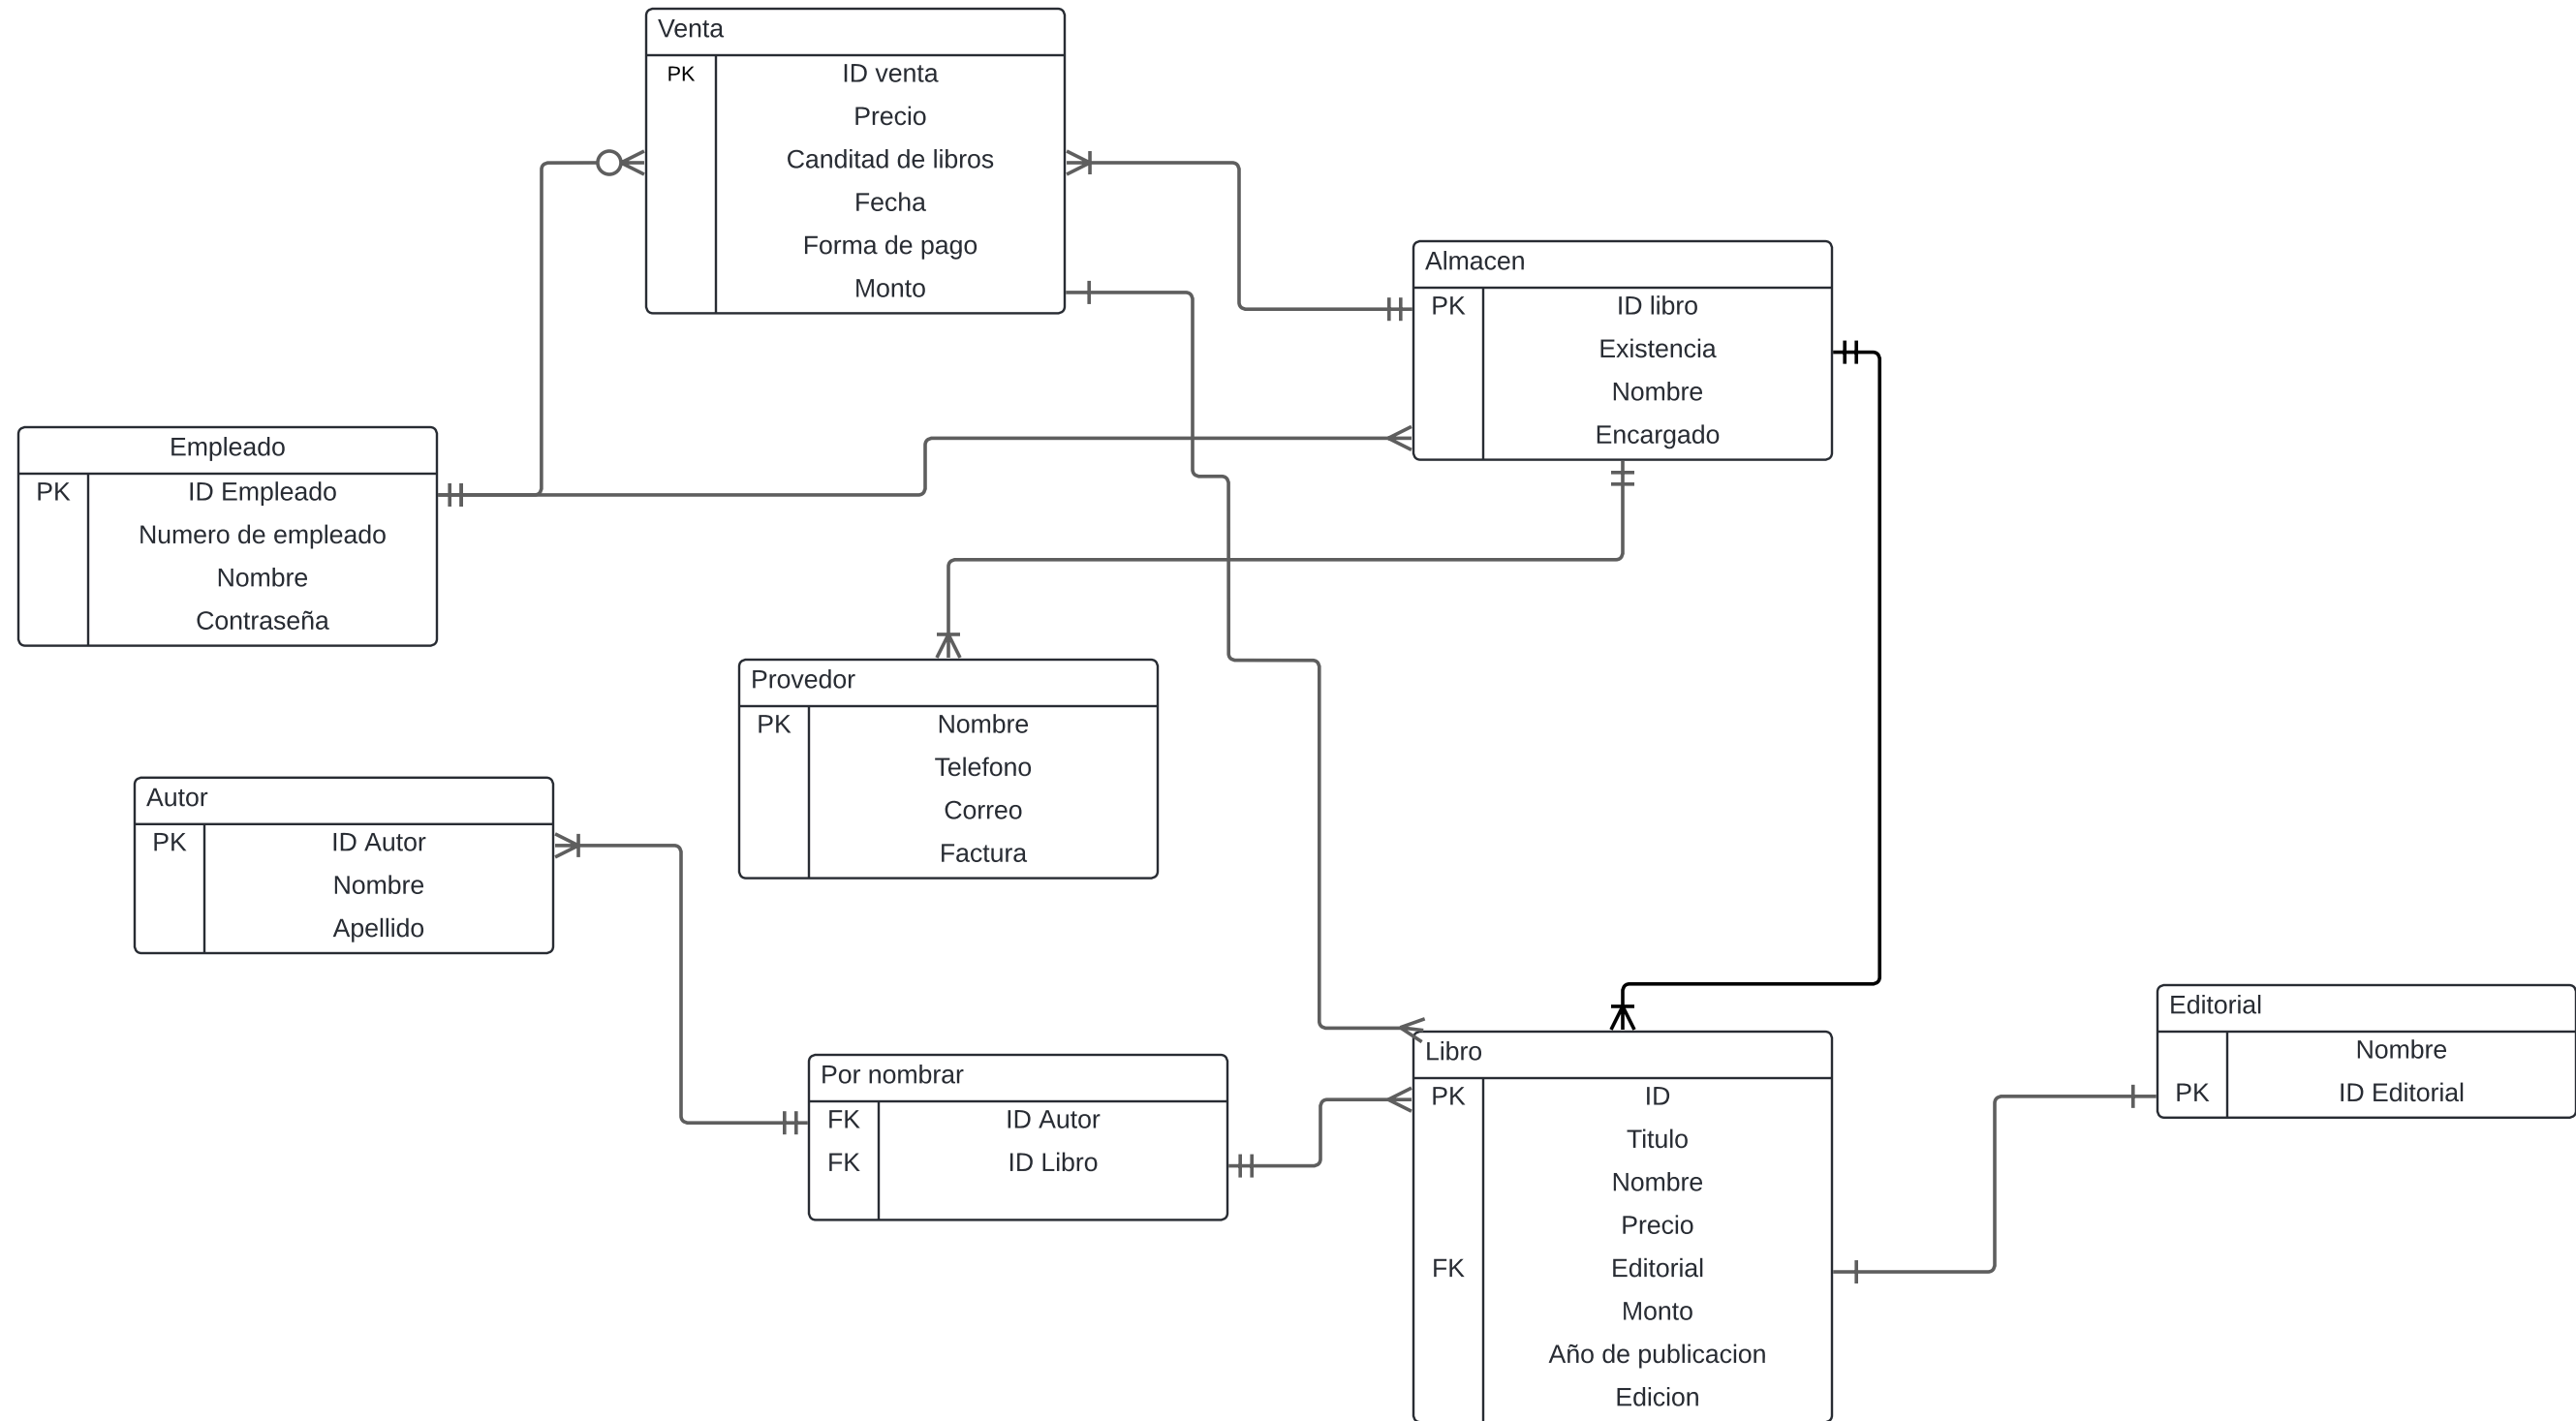 Venta
PK ID venta
Precio
Canditad de libros
Fecha
Forma de pago
Monto
Almacen
PK ID libro
Existencia
Nombre
Encargado
Empleado
PK ID Empleado
Numero de empleado
Nombre
Contraseña
Provedor
PK Nombre
Telefono
Correo
Factura
Autor
PK ID Autor
Nombre
Apellido
Por nombrar
FK ID Autor
FK ID Libro
Libro
PK ID
Titulo
Nombre
Precio
FK Editorial
Monto
Año de publicacion
Edicion
Editorial
Nombre
PK ID Editorial